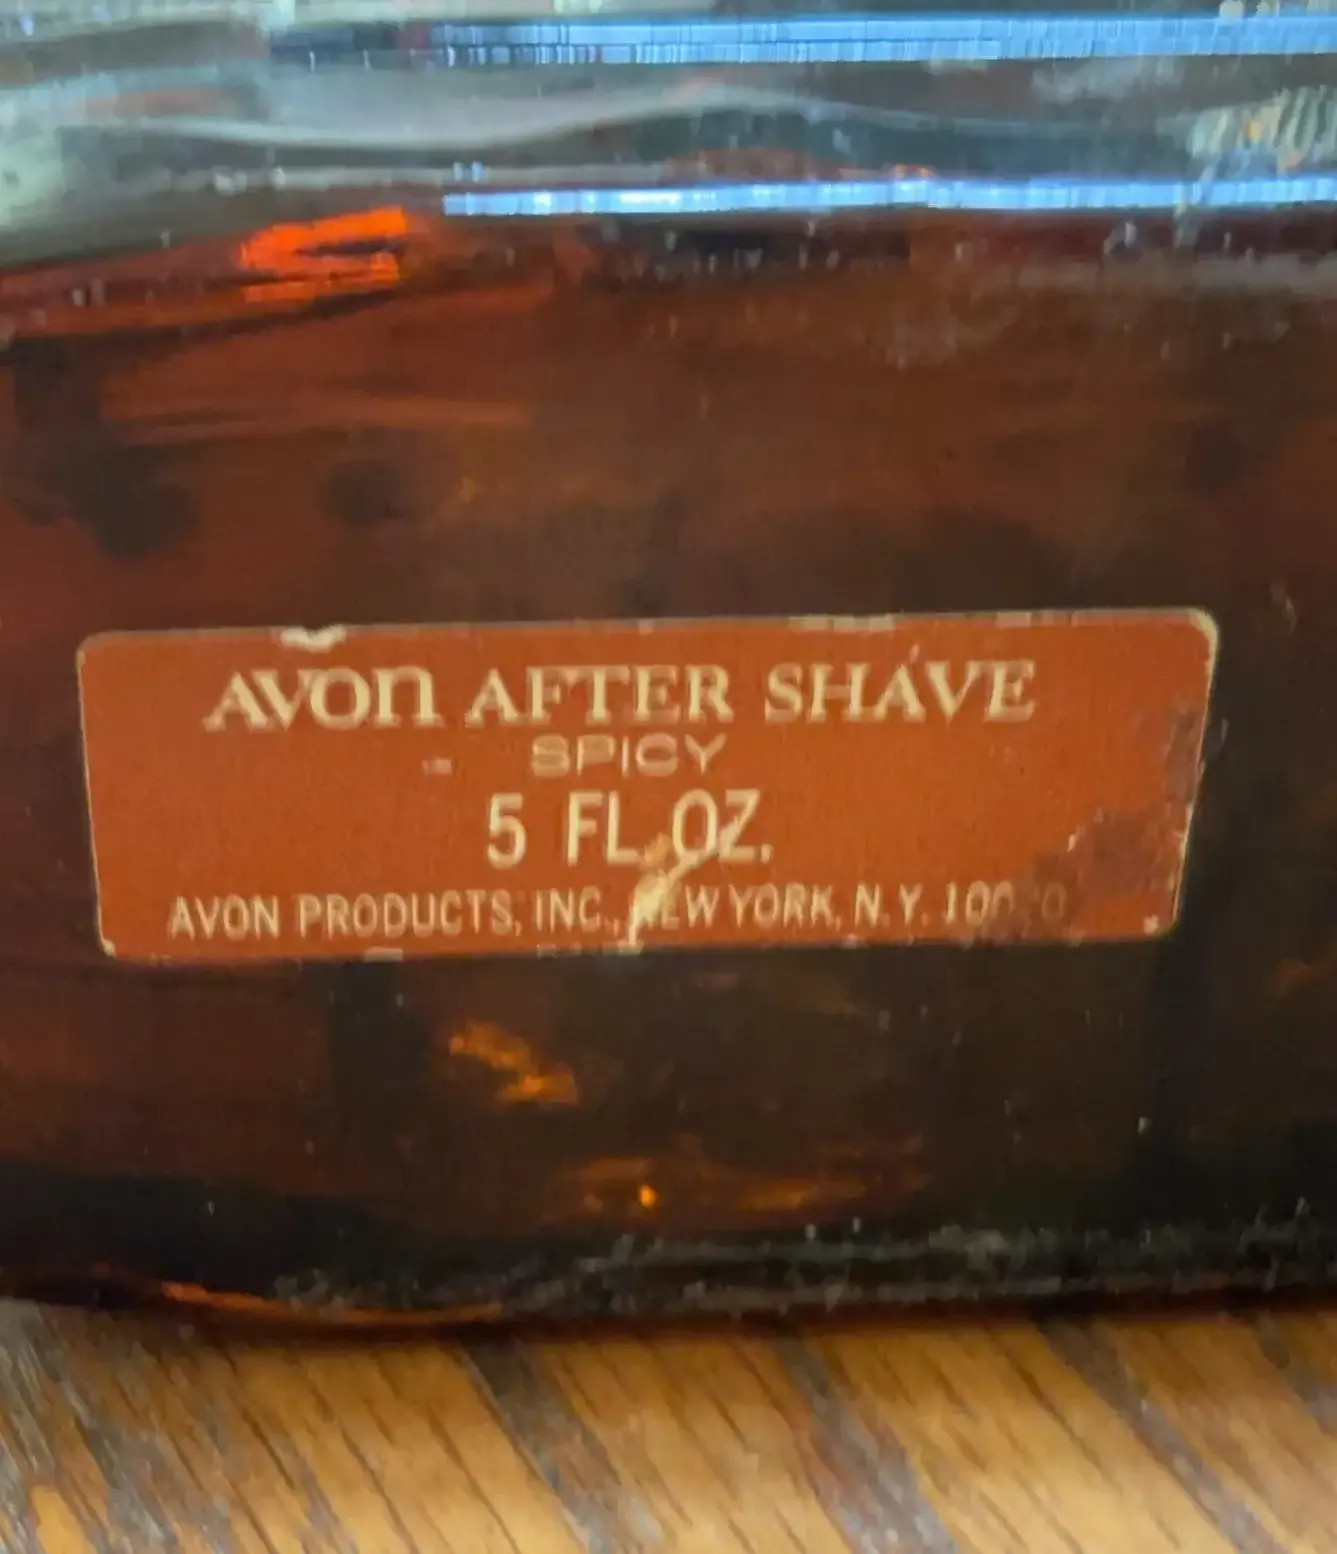 AVON AFTER SHAVE
SPICY
5 FL. OZ.
AVON PRODUCTS, INC., NEW YORK, N.Y.